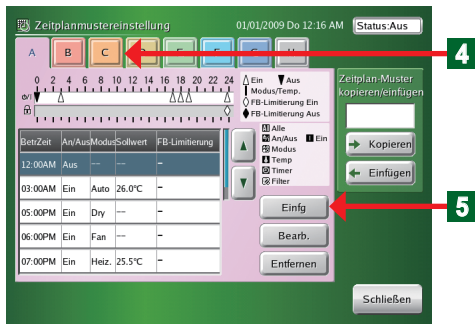 Zeitplanmustereinstellung 01/01/2009 Do 12:16 AM Status:Aus
A B C
4
0 2 4 6 8 10 12 14 16 18 20 22 24
Ein Aus
Modus/Temp.
FB-Limitierung Ein
FB-Limitierung Aus
Alle
An/Aus Ein
Modus
Temp
Timer
Filter
Zeitplan-Muster
kopieren/einfügen
Kopieren
Einfügen
BetrZeit An/Aus Modus Sollwert FB-Limitierung
12:00AM Aus -- -- -
03:00AM Ein Auto 26.0°C -
05:00PM Ein Dry -- -
06:00PM Ein Fan -- -
07:00PM Ein Heiz. 25.5°C -
Einfg
5
Bearb.
Entfernen
Schließen